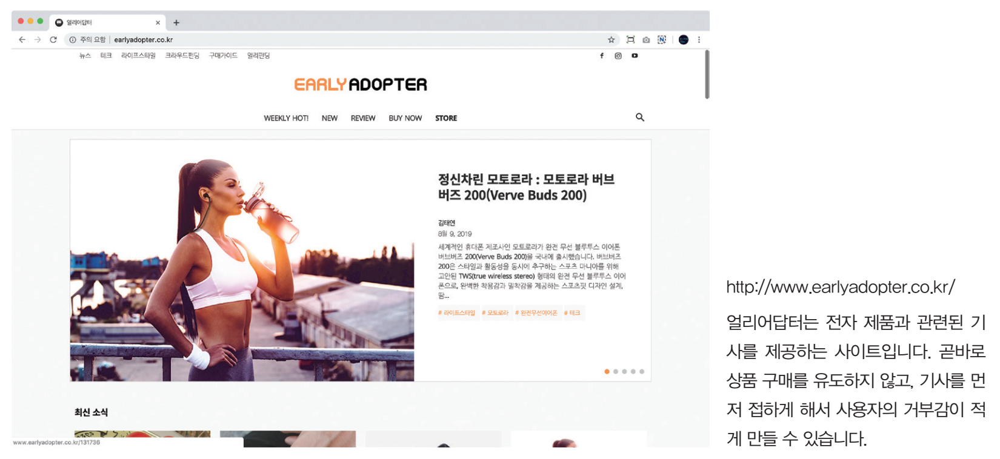 얼리어답터
주의 요함 | earlyadopter.co.kr
뉴스 테크 라이프스타일 크라우드펀딩 구매가이드 얼리펀딩
EARLY ADOPTER
WEEKLY HOT! NEW REVIEW BUY NOW STORE
정신차린 모토로라 : 모토로라 버브
버즈 200(Verve Buds 200)
김태연
8월 9, 2019
세계적인 휴대폰 제조사인 모토로라가 완전 무선 블루투스 이어폰
버브버즈 200(Verve Buds 200)을 국내에 출시했습니다. 버브버즈
200은 스타일과 활동성을 동시에 추구하는 스포츠 마니아를 위해
고안된 TWS(true wireless stereo) 형태의 완전 무선 블루투스 이어
폰으로, 완벽한 착용감과 밀착감을 제공하는 스포츠핏 디자인 설계,
땀...
# 라이프스타일 # 모토로라 # 완전무선이어폰 # 테크
최신 소식
www.earlyadopter.co.kr/131736
http://www.earlyadopter.co.kr/
얼리어답터는 전자 제품과 관련된 기
사를 제공하는 사이트입니다. 곧바로
상품 구매를 유도하지 않고, 기사를 먼
저 접하게 해서 사용자의 거부감이 적
게 만들 수 있습니다.